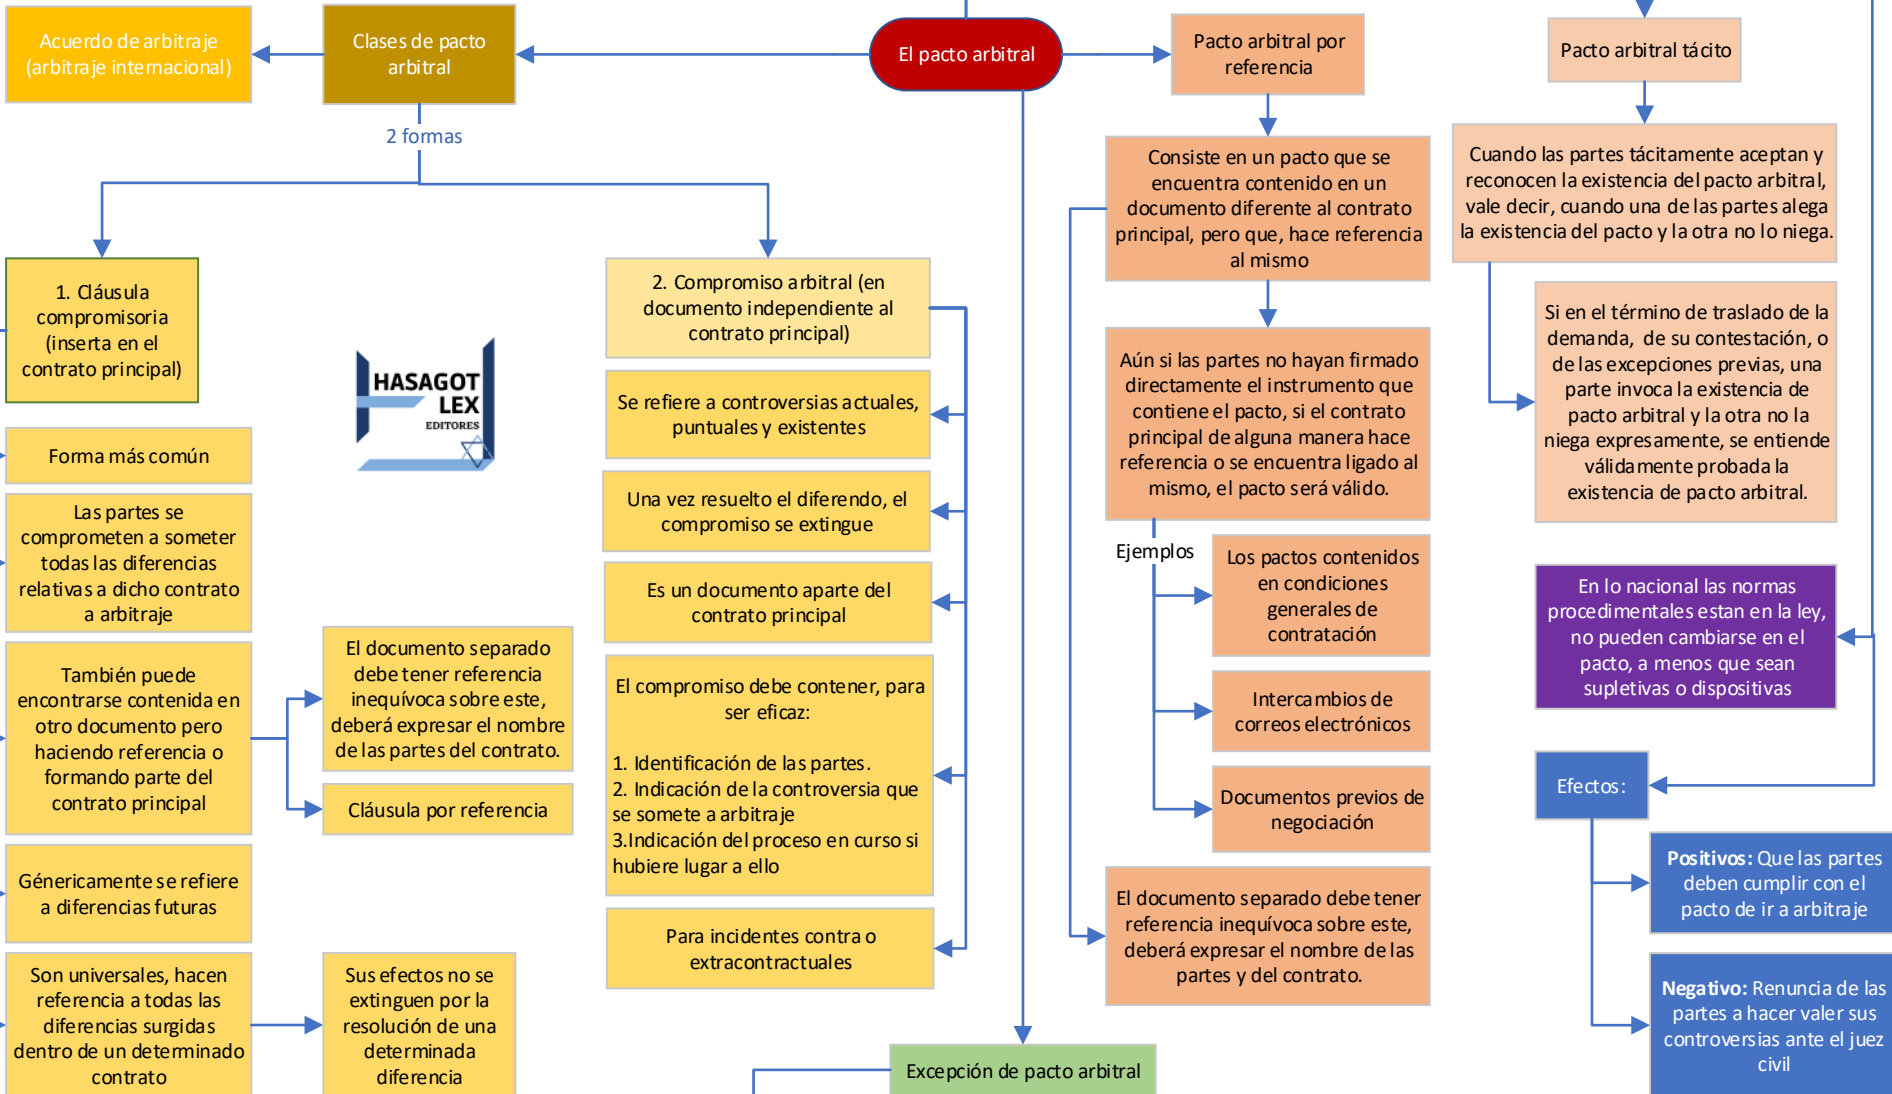 Acuerdo de arbitraje
(arbitraje internacional)
Clases de pacto
arbitral
El pacto arbitral
Pacto arbitral por
referencia
Pacto arbitral tácito
2 formas
1. Cláusula
compromisoria
(inserta en el
contrato principal)
Forma más común
Las partes se
comprometen a someter
todas las diferencias
relativas a dicho contrato
a arbitraje
También puede
encontrarse contenida en
otro documento pero
haciendo referencia o
formando parte del
contrato principal
El documento separado
debe tener referencia
inequívoca sobre este,
deberá expresar el nombre
de las partes del contrato.
Cláusula por referencia
Génericamente se refiere
a diferencias futuras
Son universales, hacen
referencia a todas las
diferencias surgidas
dentro de un determinado
contrato
Sus efectos no se
extinguen por la
resolución de una
determinada
diferencia
HASAGOT
LEX
EDITORES
2. Compromiso arbitral (en
documento independiente al
contrato principal)
Se refiere a controversias actuales,
puntuales y existentes
Una vez resuelto el diferendo, el
compromiso se extingue
Es un documento aparte del
contrato principal
El compromiso debe contener, para
ser eficaz:
1. Identificación de las partes.
2. Indicación de la controversia que
se somete a arbitraje
3.Indicación del proceso en curso si
hubiere lugar a ello
Para incidentes contra o
extracontractuales
Excepción de pacto arbitral
Consiste en un pacto que se
encuentra contenido en un
documento diferente al contrato
principal, pero que, hace referencia
al mismo
Aún si las partes no hayan firmado
directamente el instrumento que
contiene el pacto, si el contrato
principal de alguna manera hace
referencia o se encuentra ligado al
mismo, el pacto será válido.
Ejemplos
Los pactos contenidos
en condiciones
generales de
contratación
Intercambios de
correos electrónicos
Documentos previos de
negociación
El documento separado debe tener
referencia inequívoca sobre este,
deberá expresar el nombre de las
partes y del contrato.
Cuando las partes tácitamente aceptan y
reconocen la existencia del pacto arbitral,
vale decir, cuando una de las partes alega
la existencia del pacto y la otra no lo niega.
Si en el término de traslado de la
demanda, de su contestación, o
de las excepciones previas, una
parte invoca la existencia de
pacto arbitral y la otra no la
niega expresamente, se entiende
válidamente probada la
existencia de pacto arbitral.
En lo nacional las normas
procedimentales estan en la ley,
no pueden cambiarse en el
pacto, a menos que sean
supletivas o dispositivas
Efectos:
Positivos: Que las partes
deben cumplir con el
pacto de ir a arbitraje
Negativo: Renuncia de las
partes a hacer valer sus
controversias ante el juez
civil